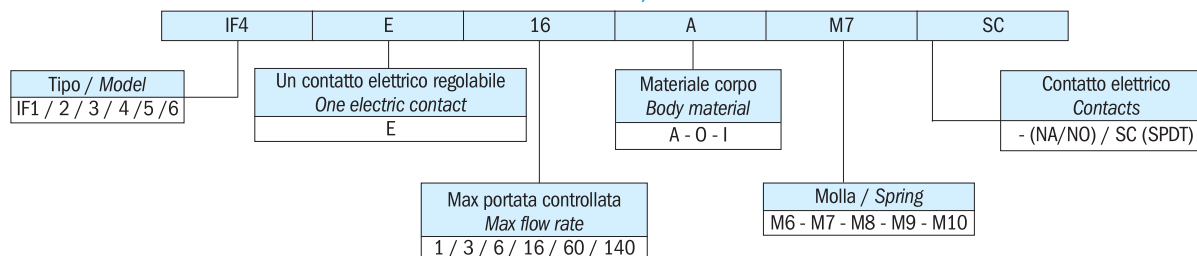 IF4 E 16 A M7 SC
Tipo / Model
IF1 / 2 / 3 / 4 /5 /6
Un contatto elettrico regolabile
One electric contact
E
Materiale corpo
Body material
A - O - I
Contatto elettrico
Contacts
- (NA/NO) / SC (SPDT)
Max portata controllata
Max flow rate
1 / 3 / 6 / 16 / 60 / 140
Molla / Spring
M6 - M7 - M8 - M9 - M10